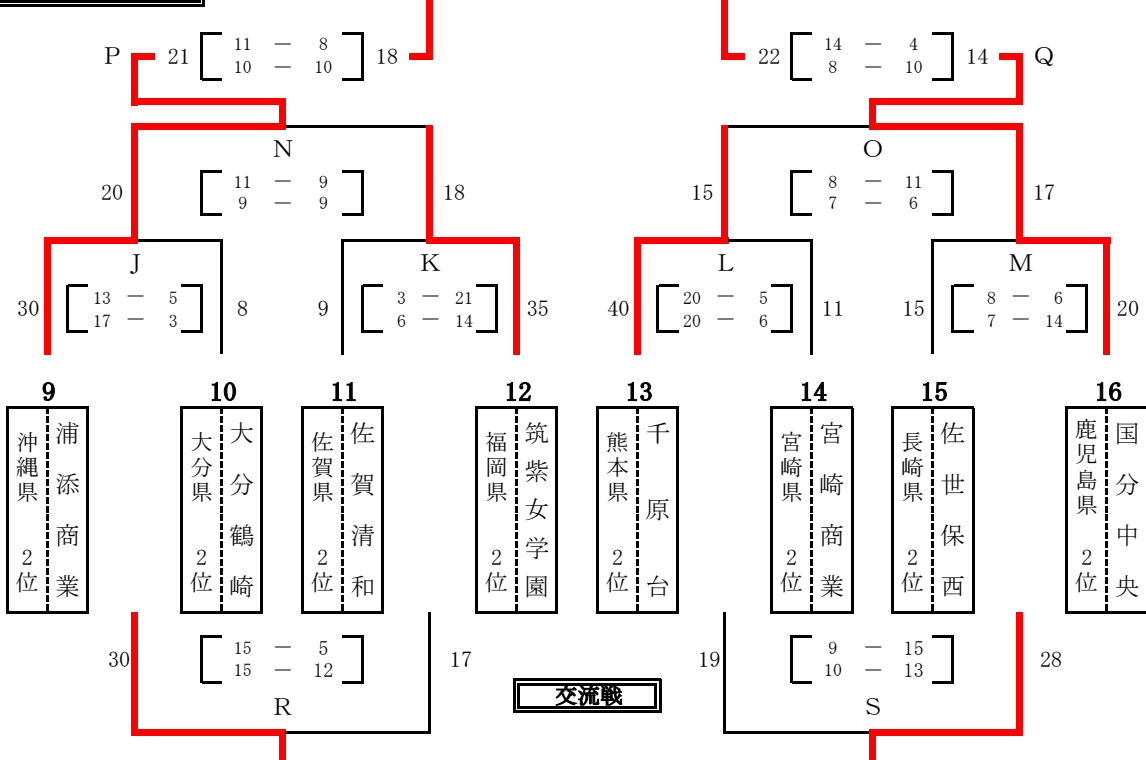 P 21 11 — 8 18 22 14 — 4 14 Q
10 — 10 8 — 10
N O
20 11 — 9 18 15 8 — 11 17
9 — 9 7 — 6
J K L M
30 13 — 5 8 9 3 — 21 35 40 20 — 5 11 15 8 — 6 20
17 — 3 6 — 14 20 — 6 7 — 14
9 10 11 12 13 14 15 16
浦添商業
沖縄県 2位
大分鶴崎
大分県 2位
佐賀清和
佐賀県 2位
筑紫女学園
福岡県 2位
千原台
熊本県 2位
宮崎商業
宮崎県 2位
佐世保西
長崎県 2位
国分中央
鹿児島県 2位
30 15 — 5 17 19 9 — 15 28
15 — 12 10 — 13
交流戦
R S